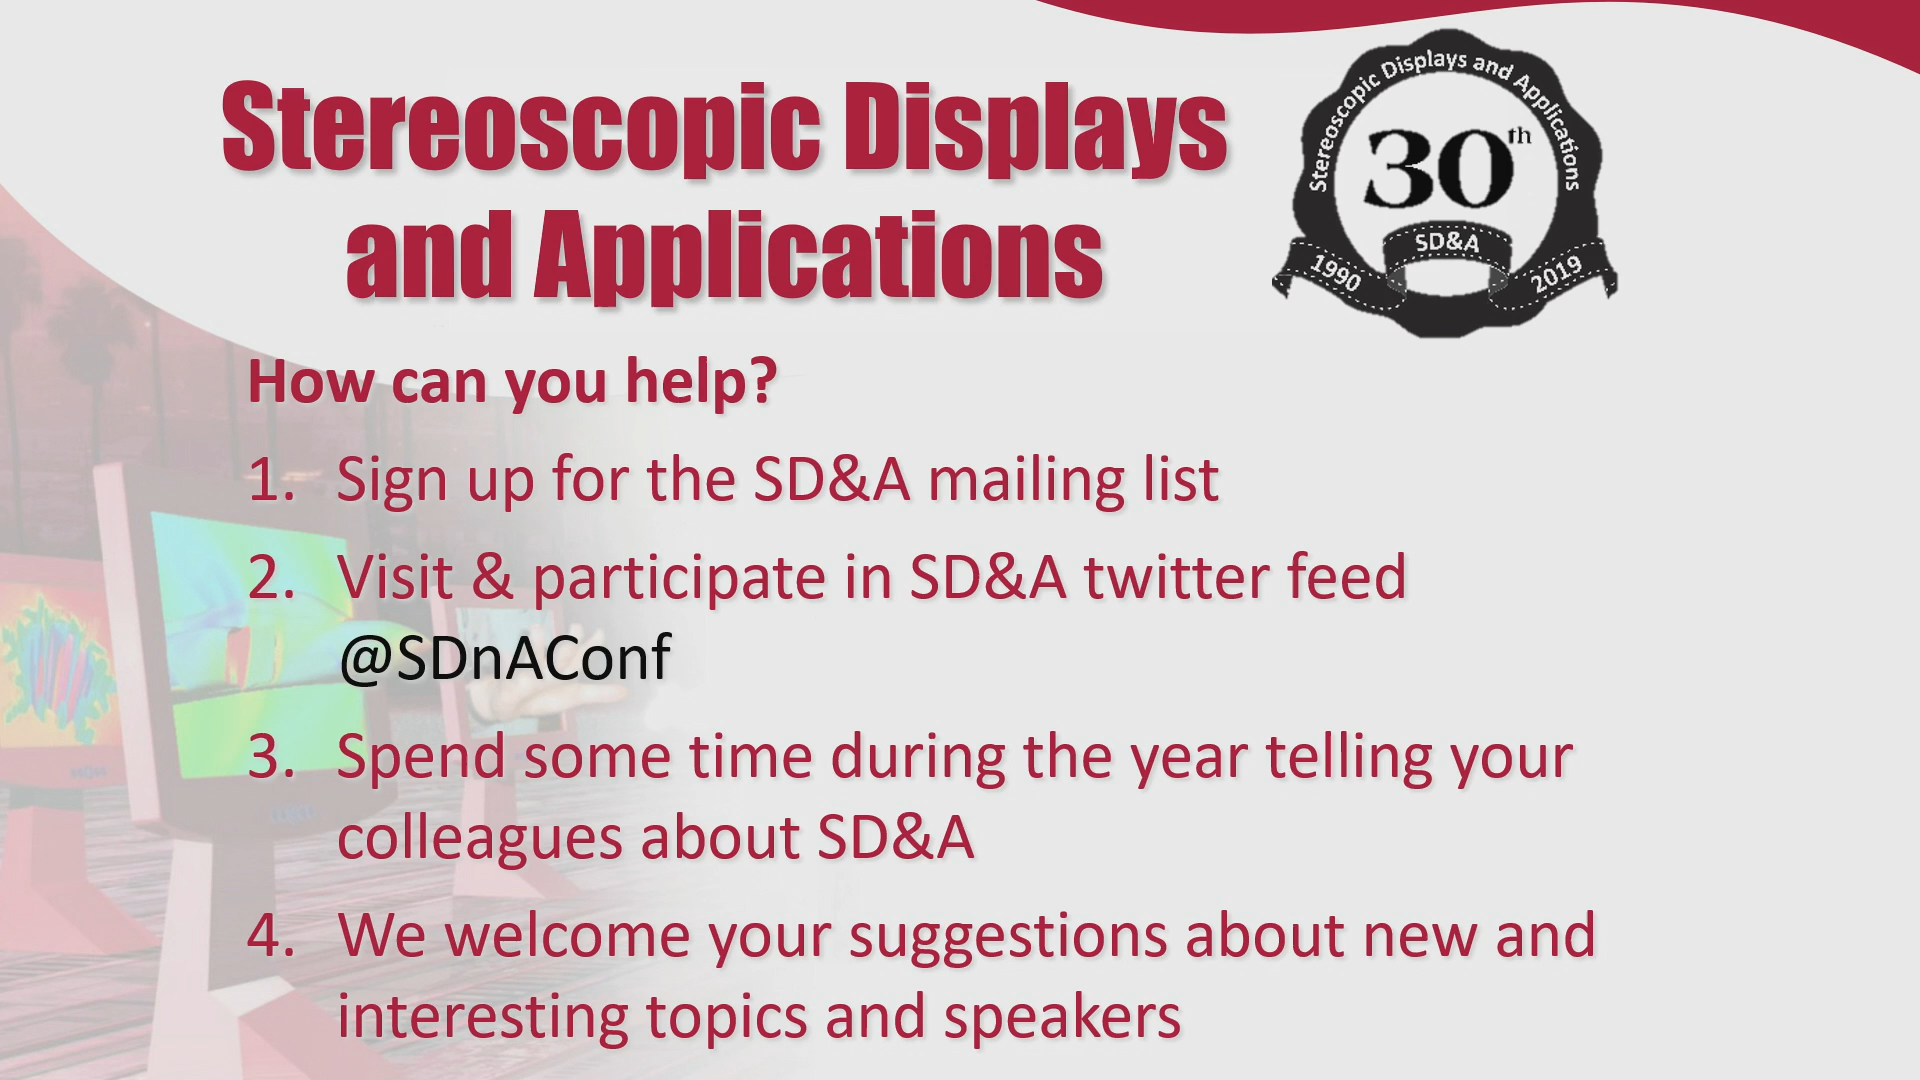 Stereoscopic Displays
and Applications
Stereoscopic Displays and Applications
30th
SD&A
1990
2019
How can you help?
1. Sign up for the SD&A mailing list
2. Visit & participate in SD&A twitter feed
@SDnAConf
3. Spend some time during the year telling your
colleagues about SD&A
4. We welcome your suggestions about new and
interesting topics and speakers